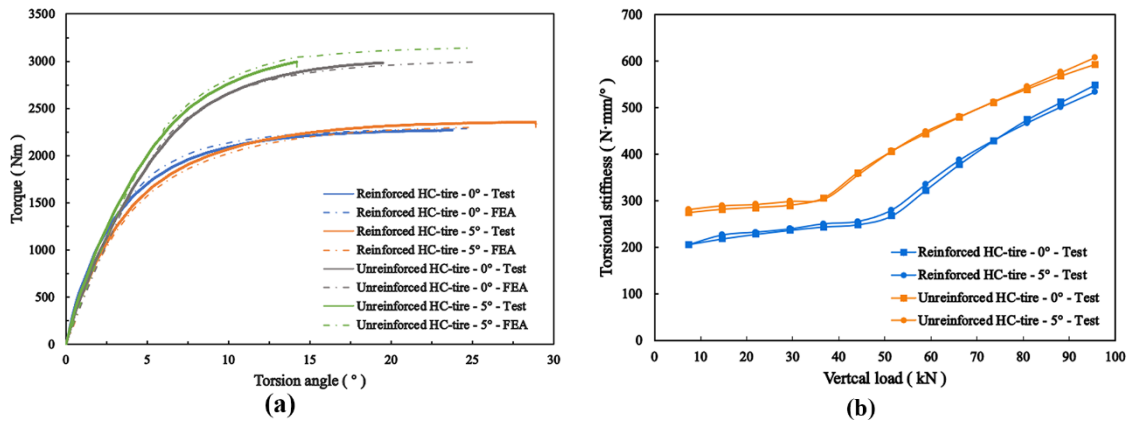 3500
3000
2500
2000
1500
1000
500
0
Torque (Nm)
Reinforced HC-tire - 0° - Test
Reinforced HC-tire - 0° - FEA
Reinforced HC-tire - 5° - Test
Reinforced HC-tire - 5° - FEA
Unreinforced HC-tire - 0° - Test
Unreinforced HC-tire - 0° - FEA
Unreinforced HC-tire - 5° - Test
Unreinforced HC-tire - 5° - FEA
0 5 10 15 20 25 30
Torsion angle ( ° )
(a)
700
600
500
400
300
200
100
0
Torsional stiffness ( N·mm/° )
Reinforced HC-tire - 0° - Test
Reinforced HC-tire - 5° - Test
Unreinforced HC-tire - 0° - Test
Unreinforced HC-tire - 5° - Test
0 10 20 30 40 50 60 70 80 90 100
Vertcal load ( kN )
(b)